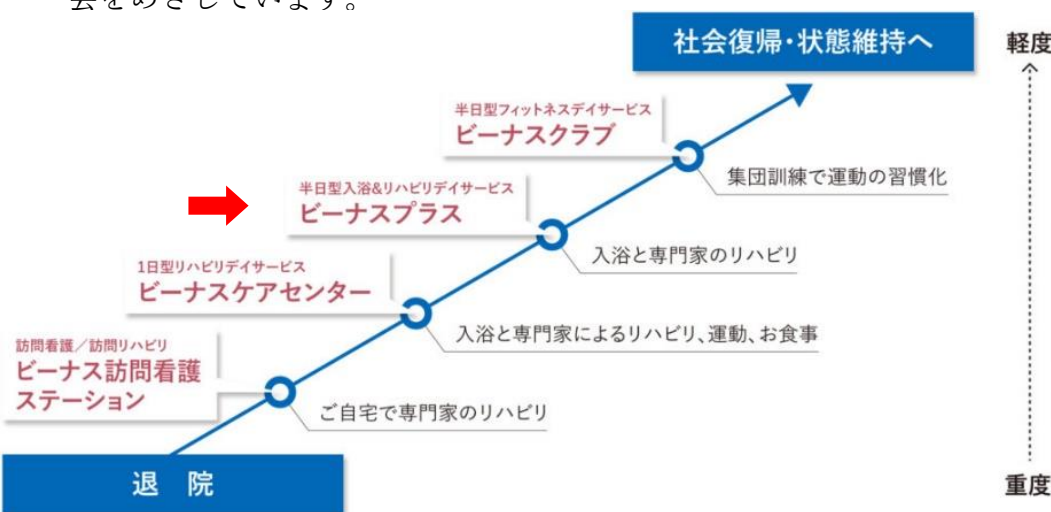 会をめざしています。
社会復帰・状態維持へ
軽度
半日型フィットネスデイサービス
ビーナスクラブ
集団訓練で運動の習慣化
半日型入浴&リハビリデイサービス
ビーナスプラス
入浴と専門家のリハビリ
1日型リハビリデイサービス
ビーナスケアセンター
入浴と専門家によるリハビリ、運動、お食事
訪問看護／訪問リハビリ
ビーナス訪問看護
ステーション
ご自宅で専門家のリハビリ
退 院
重度